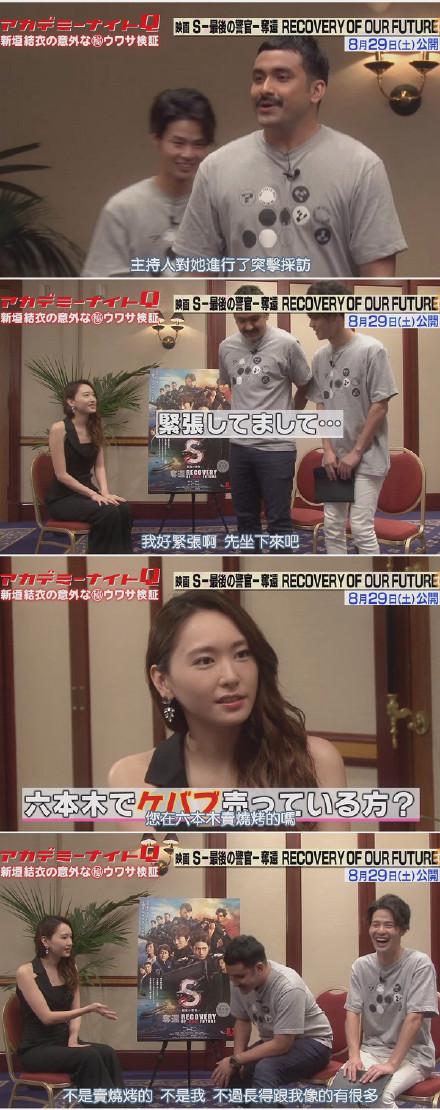 アカデミーナイトQ
新垣結衣の意外な㊙ウワサ検証
映画 S-最後の警官-奪還 RECOVERY OF OUR FUTURE
8月29日(土)公開
主持人對她進行了突擊採訪
アカデミーナイトQ
新垣結衣の意外な㊙ウワサ検証
映画 S-最後の警官-奪還 RECOVERY OF OUR FUTURE
8月29日(土)公開
S
奪還 RECOVERY
OF OUR FUTURE
緊張してまして…
我好緊張啊 先坐下來吧
アカデミーナイトQ
新垣結衣の意外な㊙ウワサ検証
映画 S-最後の警官-奪還 RECOVERY OF OUR FUTURE
8月29日(土)公開
六本木でケバブ売っている方？
您在六本木賣燒烤的嗎
アカデミーナイトQ
新垣結衣の意外な㊙ウワサ検証
映画 S-最後の警官-奪還 RECOVERY OF OUR FUTURE
8月29日(土)公開
S
奪還 RECOVERY
OF OUR FUTURE
不是賣燒烤的 不是我 不過長得跟我像的有很多